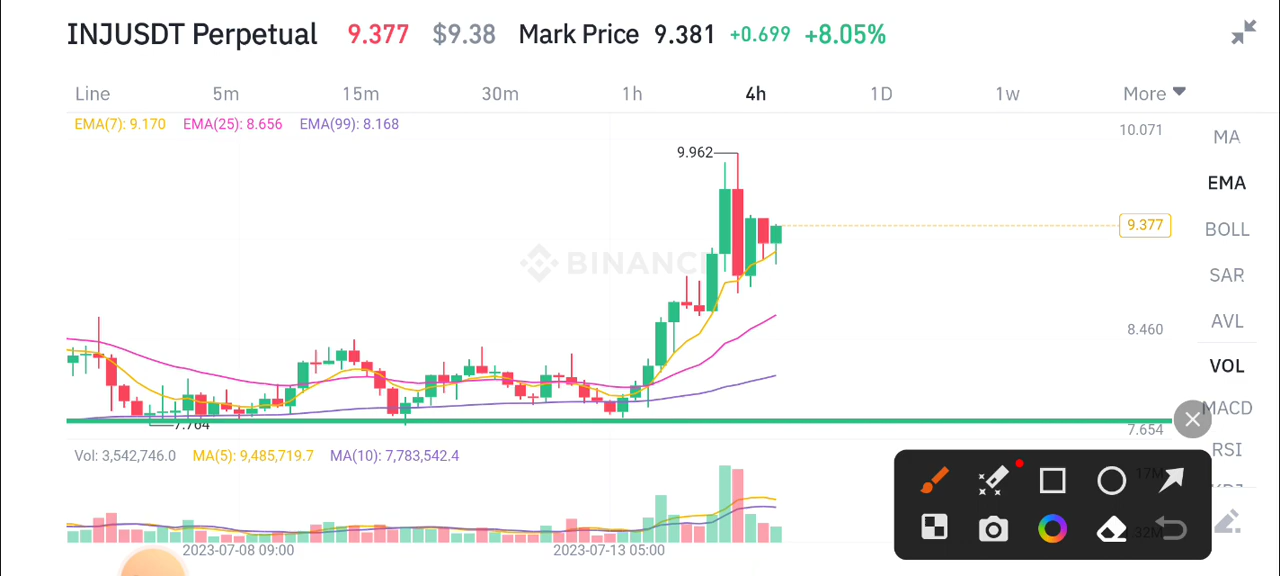 INJUSDT Perpetual 9.377 $9.38 Mark Price 9.381 +0.699 +8.05%
Line 5m 15m 30m 1h 4h 1D 1w More
EMA(7): 9.170 EMA(25): 8.656 EMA(99): 8.168
10.071
MA
9.962
EMA
9.377
BOLL
BINANC
SAR
AVL
8.460
VOL
MACD
7.764
7.654
RSI
Vol: 3,542,746.0 MA(5): 9,485,719.7 MA(10): 7,783,542.4
17M
2023-07-08 09:00 2023-07-13 05:00